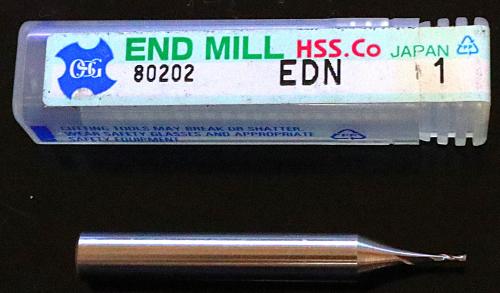 OSG END MILL HSS.Co JAPAN
80202 EDN 1
CUTTING TOOLS MAY BREAK OR SHATTER.
WEAR SAFETY GLASSES AND APPROPRIATE
SAFETY EQUIPMENT.